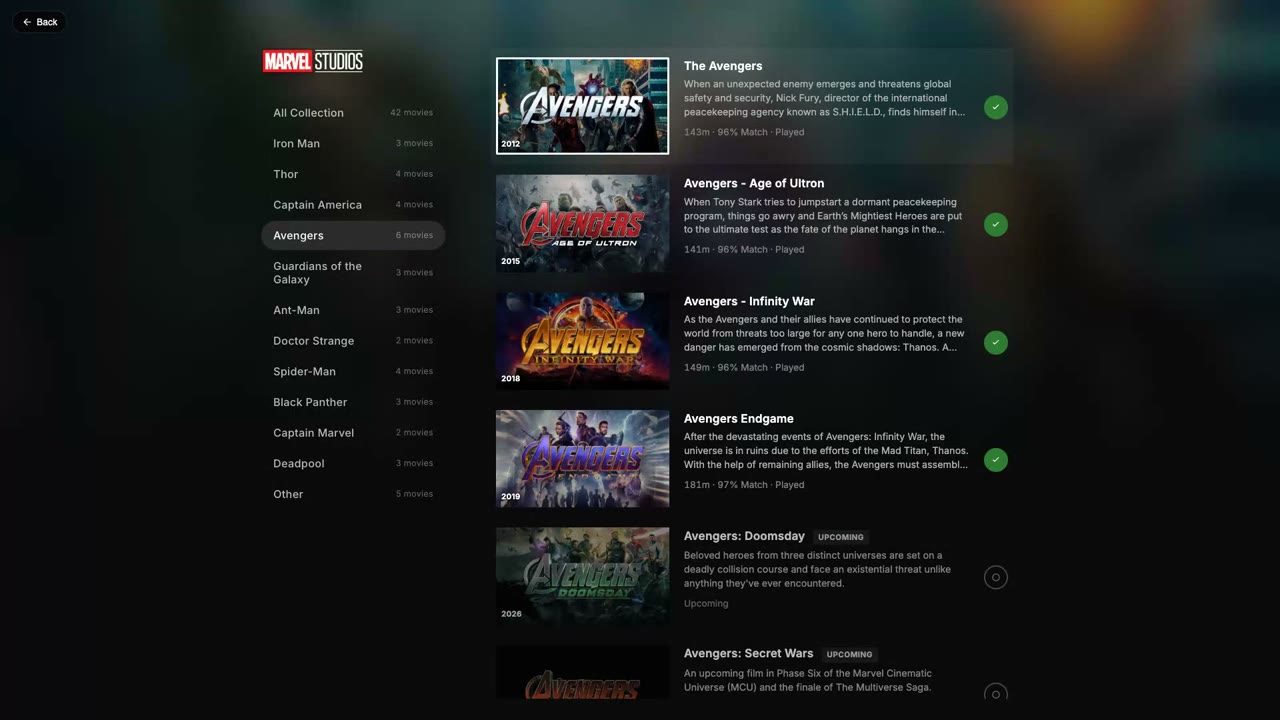 Back
MARVEL STUDIOS
All Collection 42 movies
Iron Man 3 movies
Thor 4 movies
Captain America 4 movies
Avengers 6 movies
Guardians of the
Galaxy 3 movies
Ant-Man 3 movies
Doctor Strange 2 movies
Spider-Man 4 movies
Black Panther 3 movies
Captain Marvel 2 movies
Deadpool 3 movies
Other 5 movies
AVENGERS
2012
The Avengers
When an unexpected enemy emerges and threatens global
safety and security, Nick Fury, director of the international
peacekeeping agency known as S.H.I.E.L.D., finds himself in...
143m · 96% Match · Played
AVENGERS
AGE OF ULTRON
2015
Avengers - Age of Ultron
When Tony Stark tries to jumpstart a dormant peacekeeping
program, things go awry and Earth’s Mightiest Heroes are put
to the ultimate test as the fate of the planet hangs in the...
141m · 96% Match · Played
AVENGERS
INFINITY WAR
2018
Avengers - Infinity War
As the Avengers and their allies have continued to protect the
world from threats too large for any one hero to handle, a new
danger has emerged from the cosmic shadows: Thanos. A...
149m · 96% Match · Played
AVENGERS
ENDGAME
2019
Avengers Endgame
After the devastating events of Avengers: Infinity War, the
universe is in ruins due to the efforts of the Mad Titan, Thanos.
With the help of remaining allies, the Avengers must assembl...
181m · 97% Match · Played
AVENGERS
DOOMSDAY
2026
Avengers: Doomsday UPCOMING
Beloved heroes from three distinct universes are set on a
deadly collision course and face an existential threat unlike
anything they've ever encountered.
Upcoming
AVENGERS
Avengers: Secret Wars UPCOMING
An upcoming film in Phase Six of the Marvel Cinematic
Universe (MCU) and the finale of The Multiverse Saga.